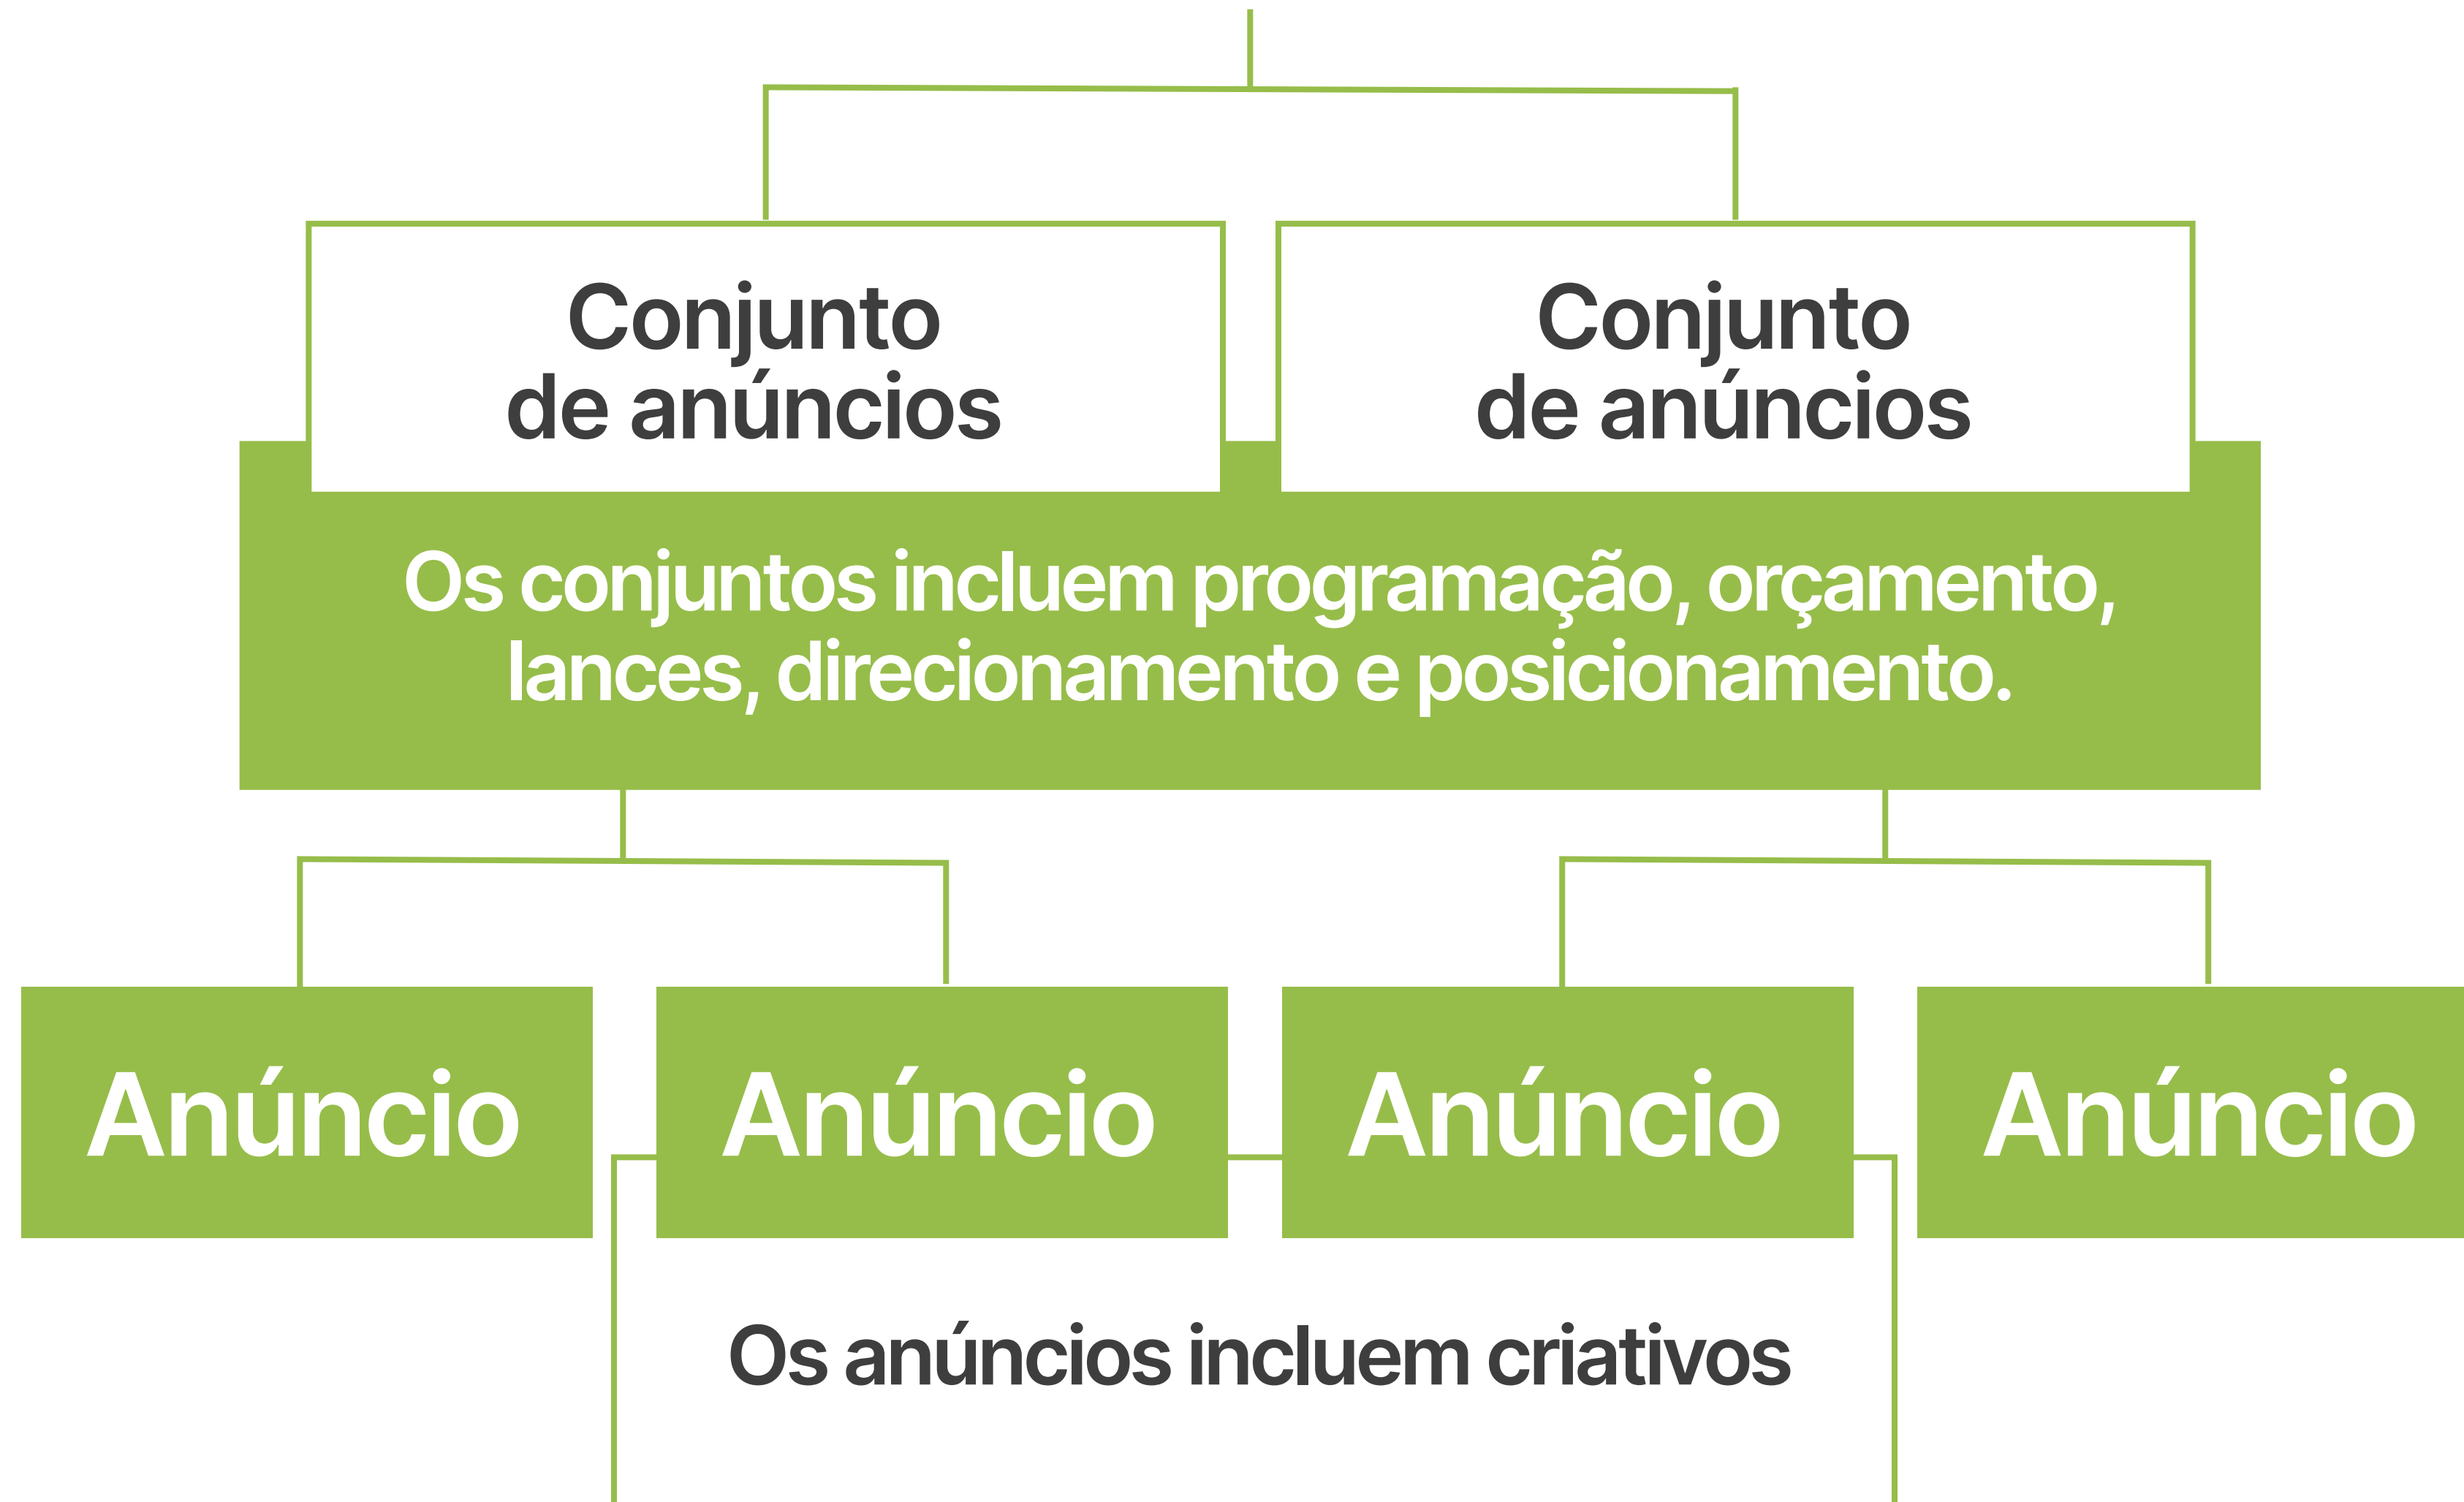 Conjunto
de anúncios
Conjunto
de anúncios
Os conjuntos incluem programação, orçamento,
lances, direcionamento e posicionamento.
Anúncio
Anúncio
Anúncio
Anúncio
Os anúncios incluem criativos